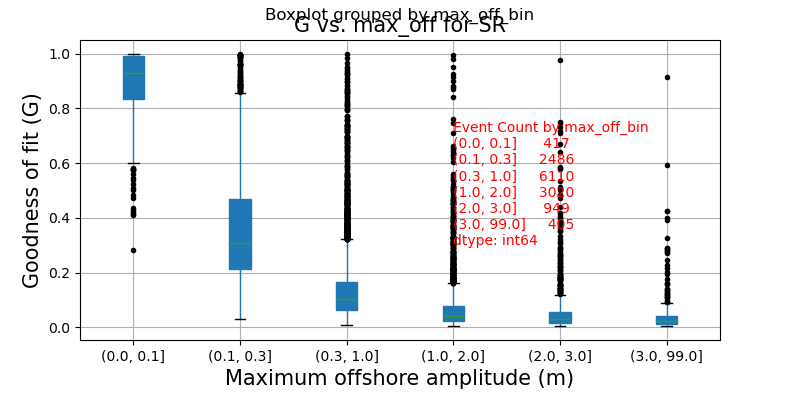 Boxplot grouped by max_off_bin
G vs. max_off for SR
Goodness of fit (G)
1.0
0.8
0.6
0.4
0.2
0.0
Event Count by max_off_bin
(0.0, 0.1] 417
(0.1, 0.3] 2486
(0.3, 1.0] 6110
(1.0, 2.0]
(2.0, 3.0] 949
(3.0, 99.0]
dtype: int64
(0.0, 0.1] (0.1, 0.3] (0.3, 1.0] (1.0, 2.0] (2.0, 3.0] (3.0, 99.0]
Maximum offshore amplitude (m)